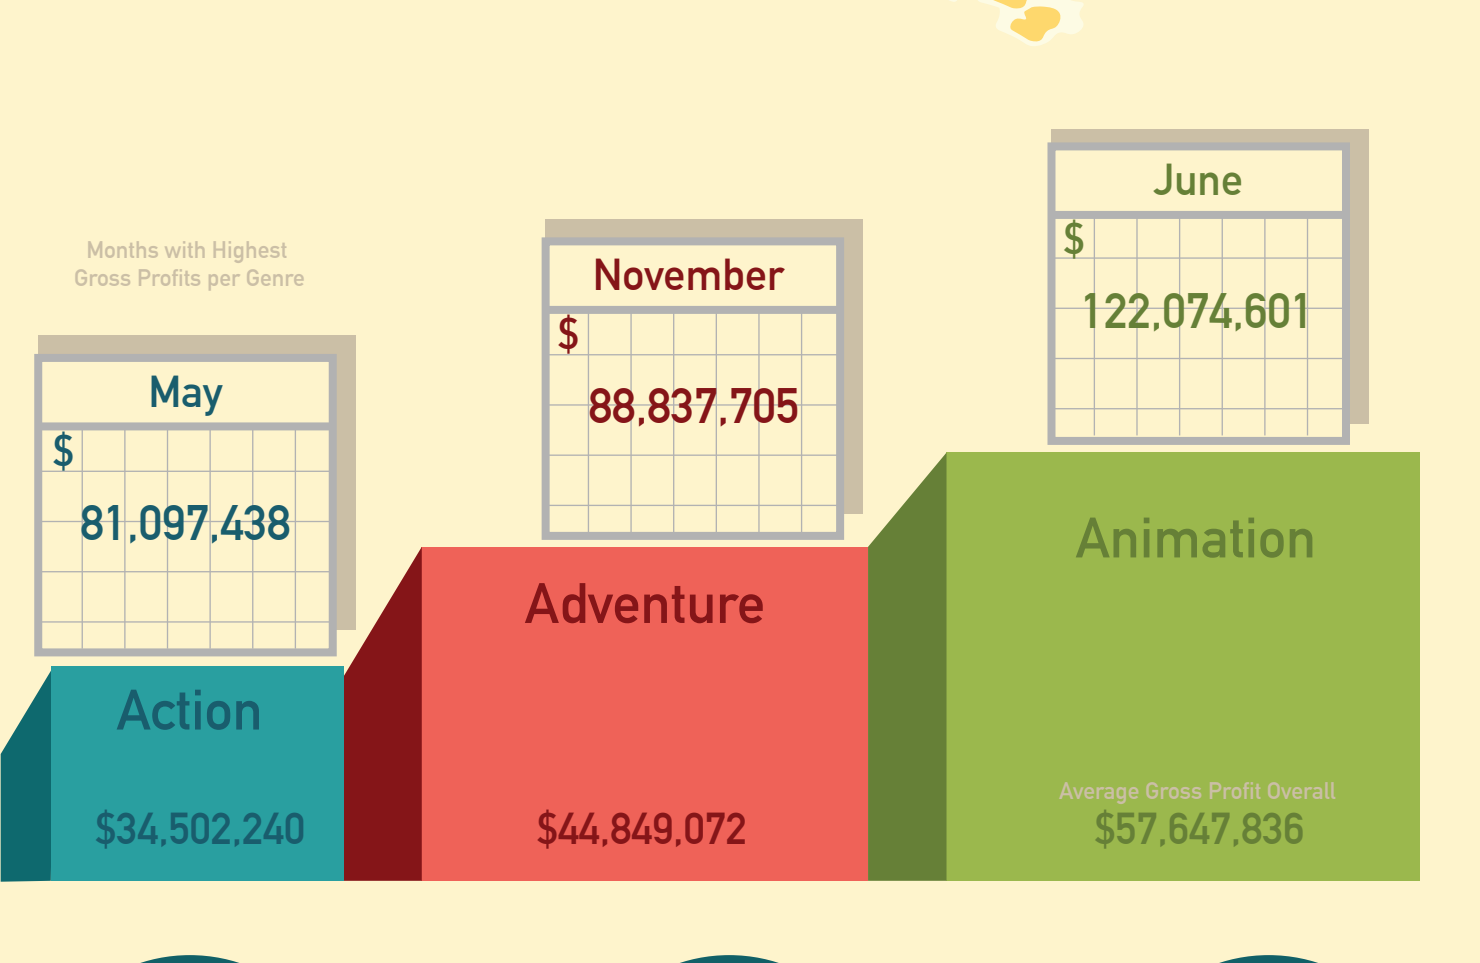 Months with Highest
Gross Profits per Genre
May
$
81,097,438
Action
$34,502,240
November
$
88,837,705
Adventure
$44,849,072
June
$
122,074,601
Animation
Average Gross Profit Overall
$57,647,836